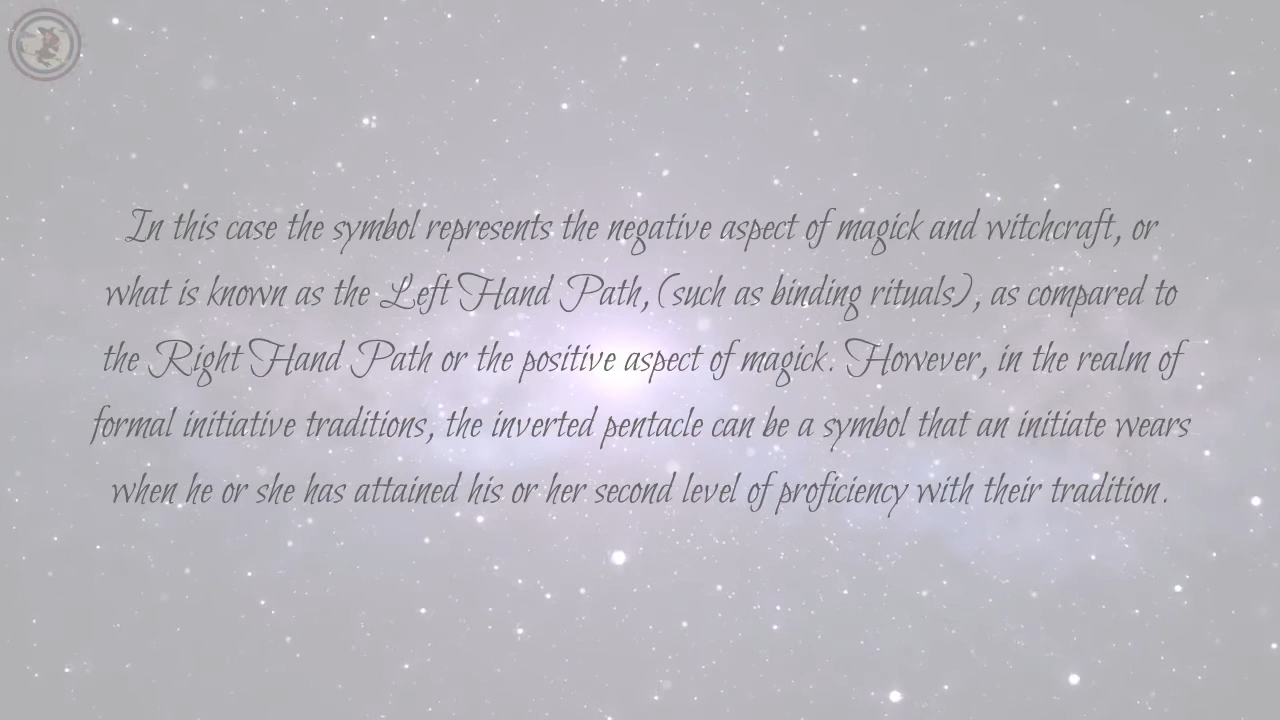 In this case the symbol represents the negative aspect of magick and witchcraft, or
what is known as the Left Hand Path, (such as binding rituals), as compared to
the Right Hand Path or the positive aspect of magick. However, in the realm of
formal initiative traditions, the inverted pentacle can be a symbol that an initiate wears
when he or she has attained his or her second level of proficiency with their tradition.